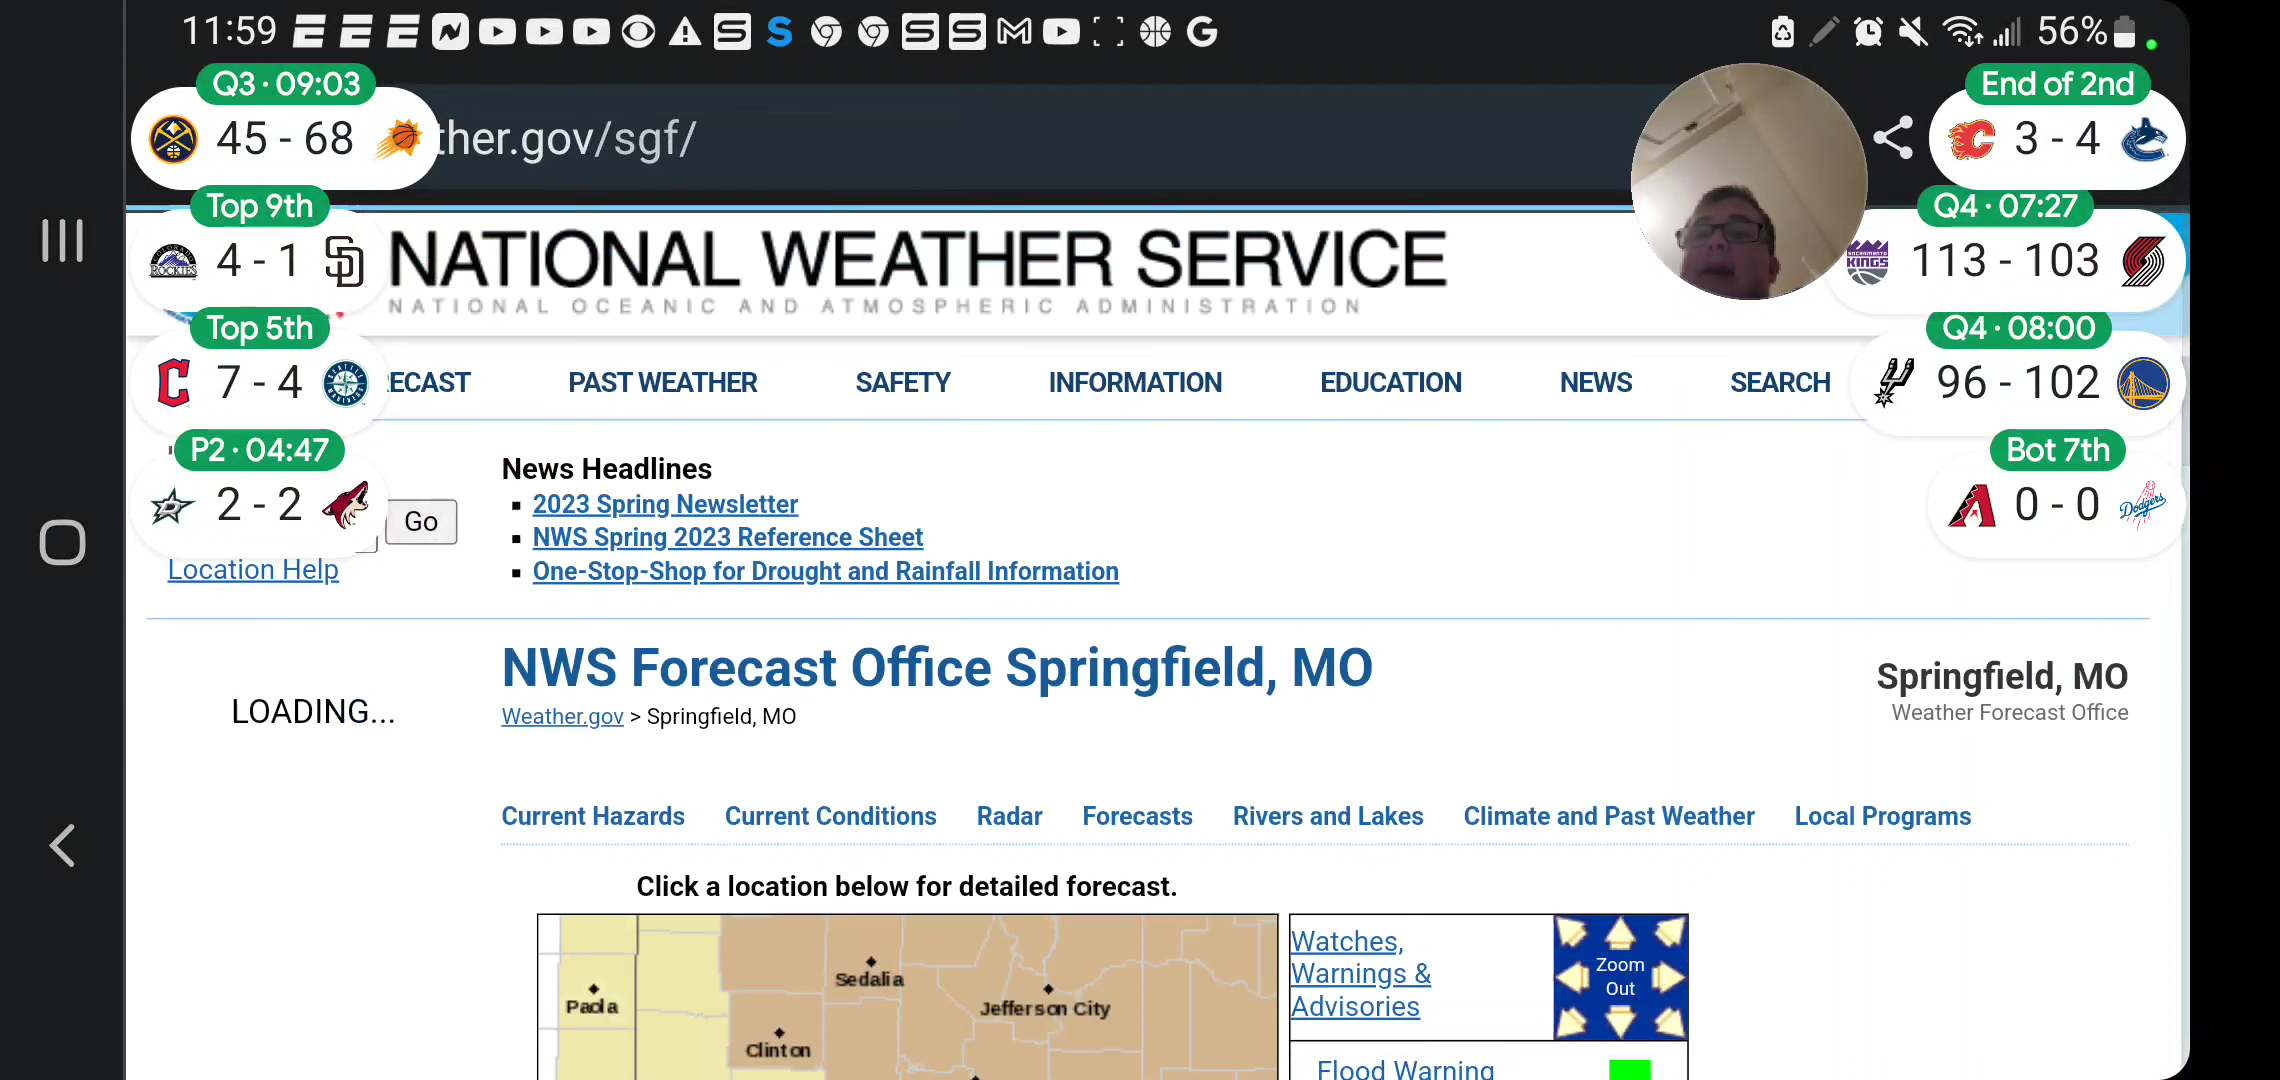 11:59
56%
Q3 · 09:03
45 - 68
ther.gov/sgf/
End of 2nd
3 - 4
Top 9th
COLORADO ROCKIES 4 - 1 SD
NATIONAL WEATHER SERVICE
NATIONAL OCEANIC AND ATMOSPHERIC ADMINISTRATION
Q4 · 07:27
SACRAMENTO KINGS 113 - 103
Top 5th
C 7 - 4
ECAST PAST WEATHER SAFETY INFORMATION EDUCATION NEWS SEARCH
Q4 · 08:00
96 - 102
P2 · 04:47
2 - 2
Go
Location Help
News Headlines
2023 Spring Newsletter
NWS Spring 2023 Reference Sheet
One-Stop-Shop for Drought and Rainfall Information
Bot 7th
A 0 - 0 Dodgers
LOADING...
NWS Forecast Office Springfield, MO
Weather.gov > Springfield, MO
Springfield, MO
Weather Forecast Office
Current Hazards Current Conditions Radar Forecasts Rivers and Lakes Climate and Past Weather Local Programs
Click a location below for detailed forecast.
Paola
Sedalia
Jefferson City
Clinton
Watches,
Warnings &
Advisories
Zoom
Out
Flood Warning